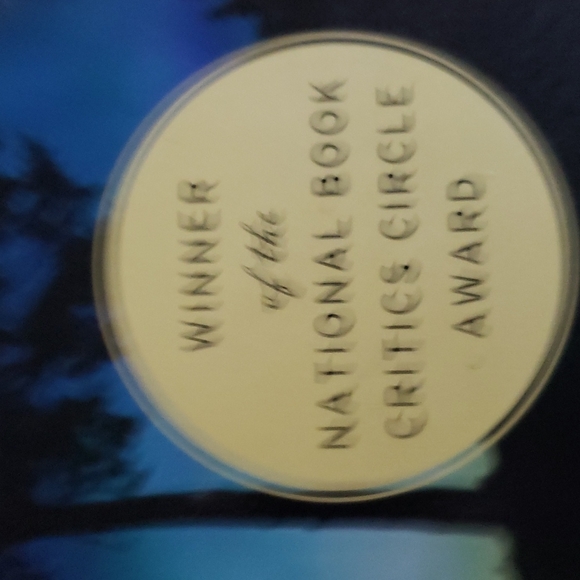 WINNER
of the
NATIONAL BOOK
CRITICS CIRCLE
AWARD